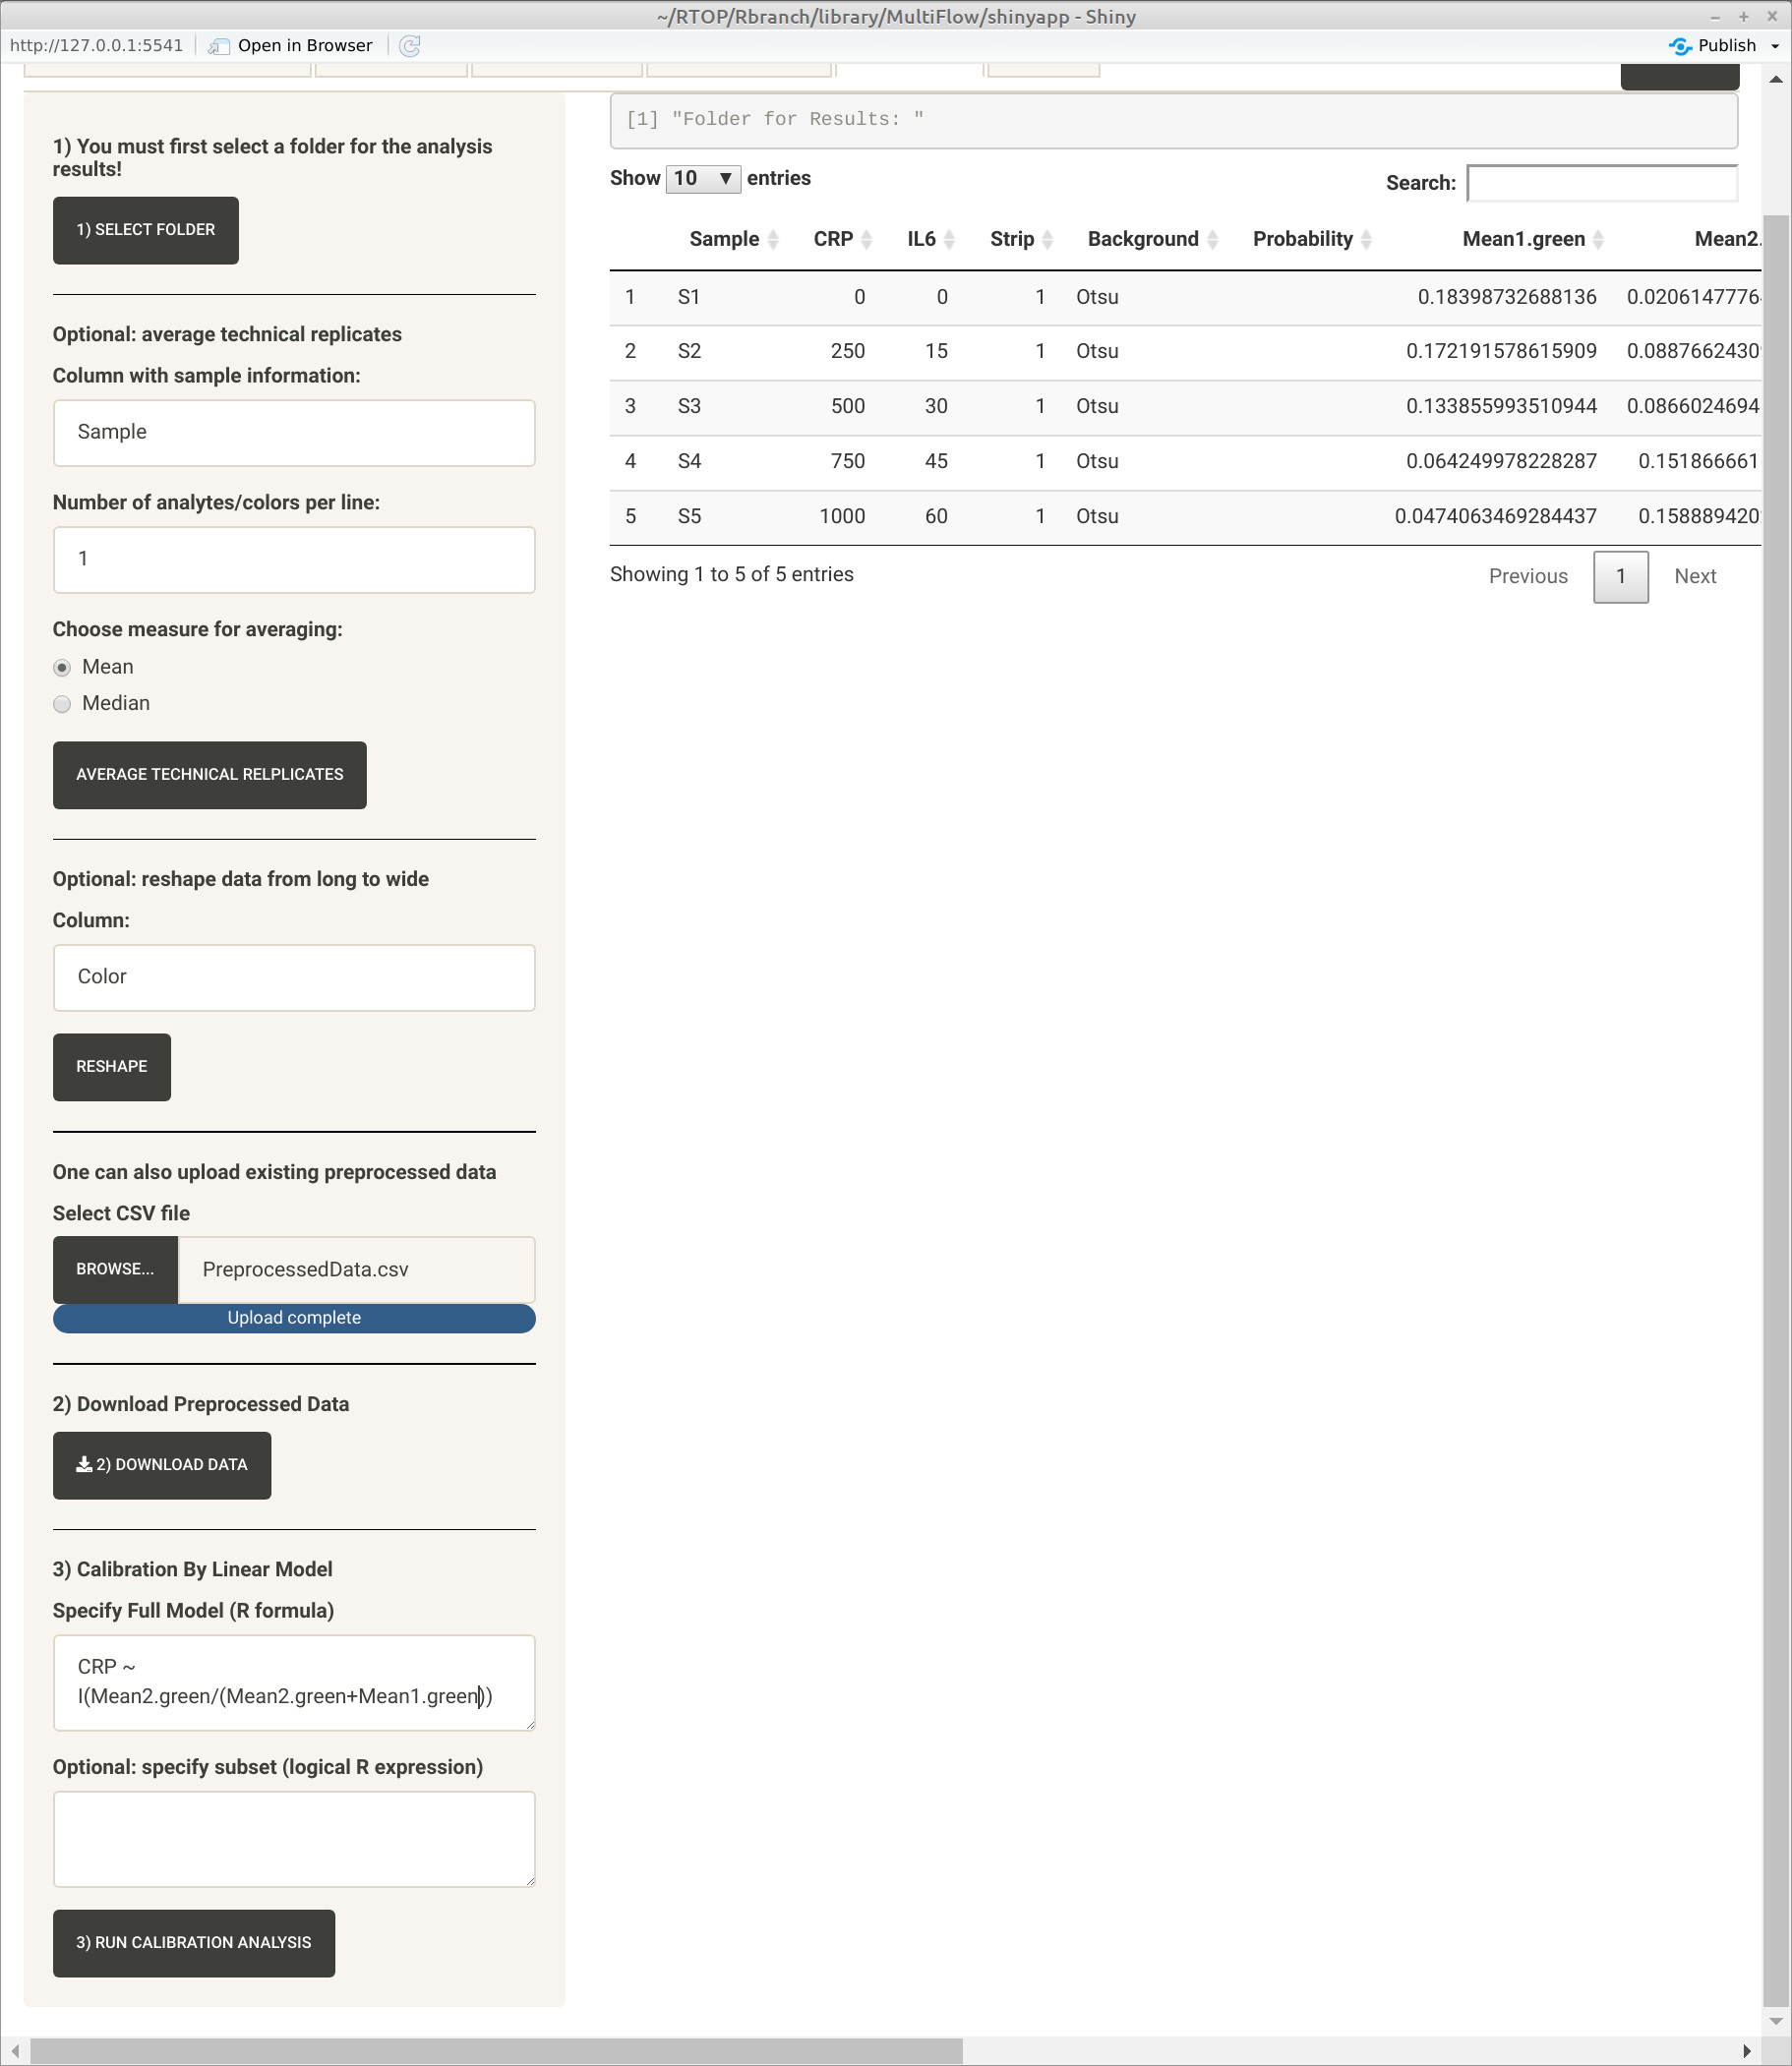 ~/RTOP/Rbranch/library/MultiFlow/shinyapp - Shiny
http://127.0.0.1:5541 Open in Browser Publish
1) You must first select a folder for the analysis
results!
1) SELECT FOLDER
Optional: average technical replicates
Column with sample information:
Sample
Number of analytes/colors per line:
1
Choose measure for averaging:
Mean
Median
AVERAGE TECHNICAL RELPLICATES
Optional: reshape data from long to wide
Column:
Color
RESHAPE
One can also upload existing preprocessed data
Select CSV file
BROWSE... PreprocessedData.csv
Upload complete
2) Download Preprocessed Data
2) DOWNLOAD DATA
3) Calibration By Linear Model
Specify Full Model (R formula)
CRP ~
I(Mean2.green/(Mean2.green+Mean1.green))
Optional: specify subset (logical R expression)
3) RUN CALIBRATION ANALYSIS
[1] "Folder for Results: "
Show 10 entries Search:
Sample CRP IL6 Strip Background Probability Mean1.green Mean2.
1 S1 0 0 1 Otsu 0.18398732688136 0.0206147776
2 S2 250 15 1 Otsu 0.172191578615909 0.0887662430
3 S3 500 30 1 Otsu 0.133855993510944 0.0866024694
4 S4 750 45 1 Otsu 0.064249978228287 0.151866661
5 S5 1000 60 1 Otsu 0.0474063469284437 0.1588894202
Showing 1 to 5 of 5 entries Previous 1 Next